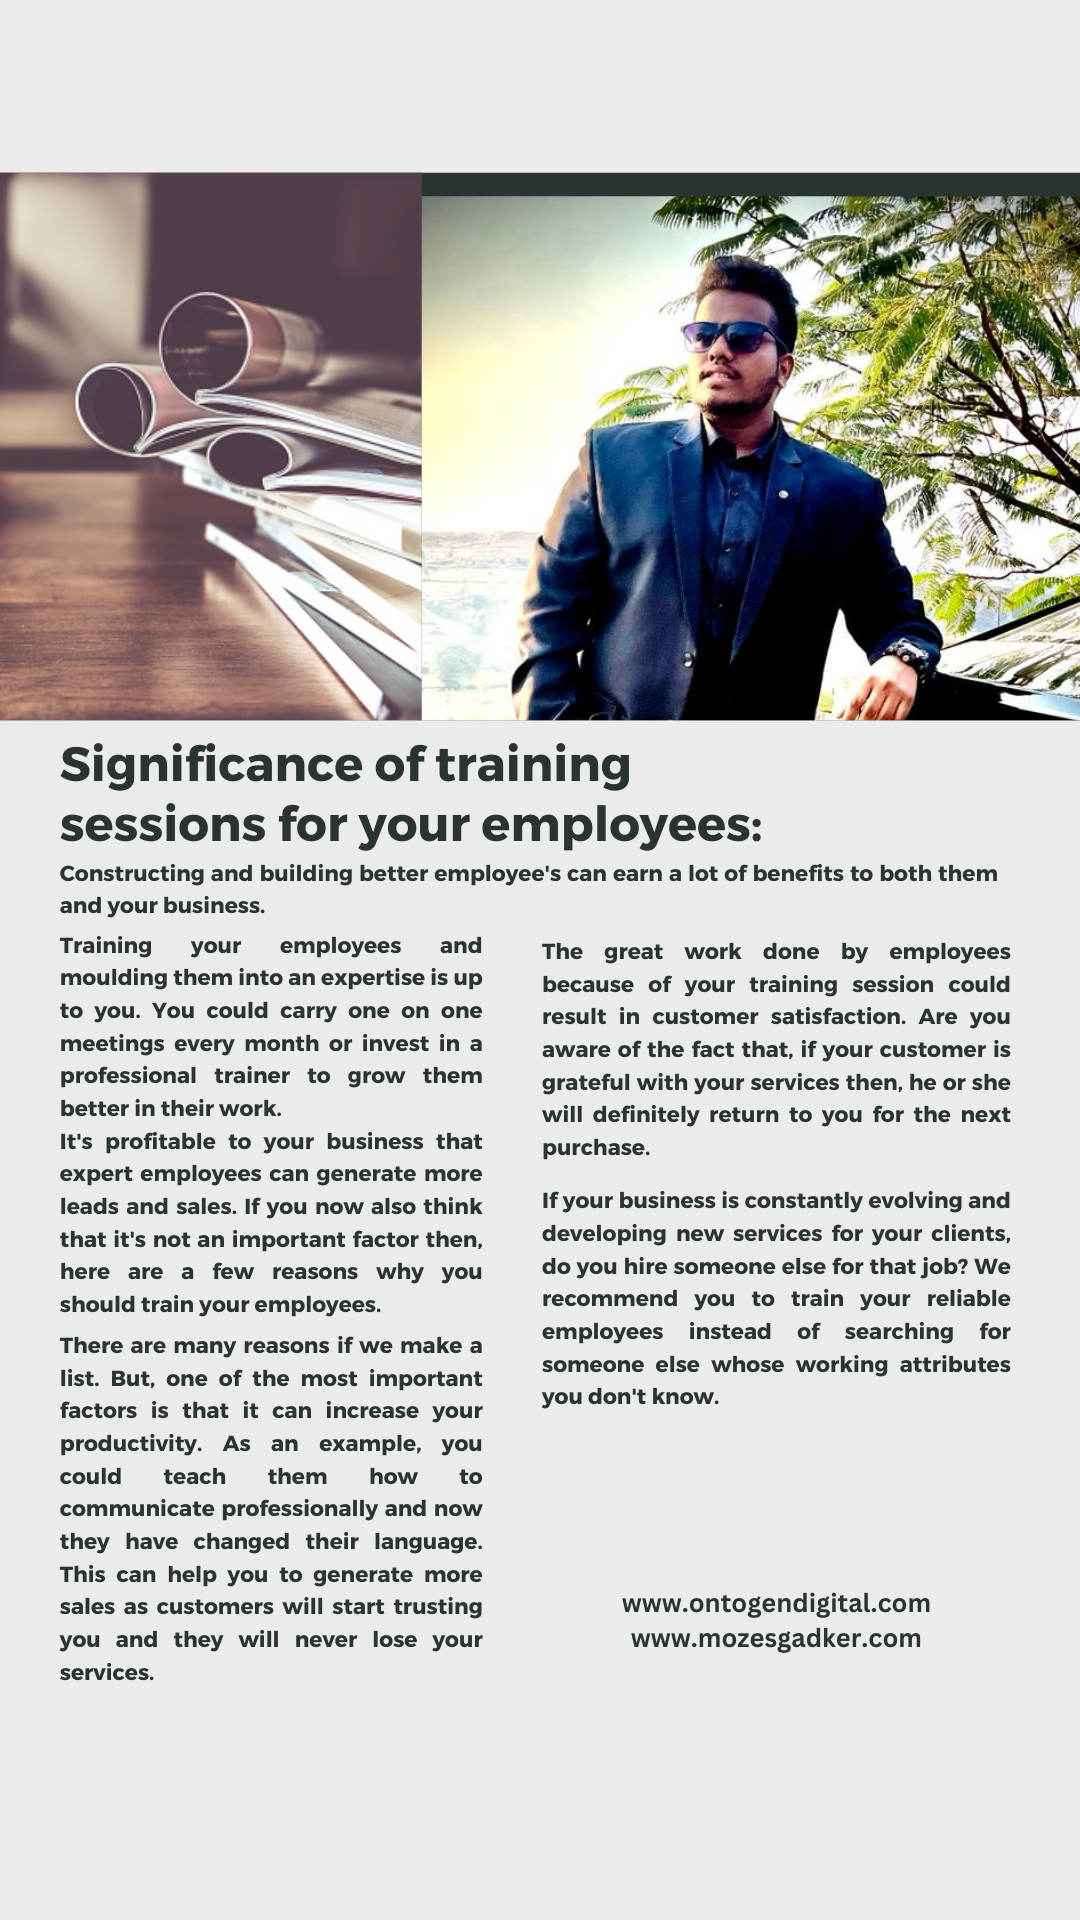 Significance of training
sessions for your employees:
Constructing and building better employee's can earn a lot of benefits to both them
and your business.
Training your employees and
moulding them into an expertise is up
to you. You could carry one on one
meetings every month or invest in a
professional trainer to grow them
better in their work.
It's profitable to your business that
expert employees can generate more
leads and sales. If you now also think
that it's not an important factor then,
here are a few reasons why you
should train your employees.
There are many reasons if we make a
list. But, one of the most important
factors is that it can increase your
productivity. As an example, you
could teach them how to
communicate professionally and now
they have changed their language.
This can help you to generate more
sales as customers will start trusting
you and they will never lose your
services.
The great work done by employees
because of your training session could
result in customer satisfaction. Are you
aware of the fact that, if your customer is
grateful with your services then, he or she
will definitely return to you for the next
purchase.
If your business is constantly evolving and
developing new services for your clients,
do you hire someone else for that job? We
recommend you to train your reliable
employees instead of searching for
someone else whose working attributes
you don't know.
www.ontogendigital.com
www.mozesgadker.com